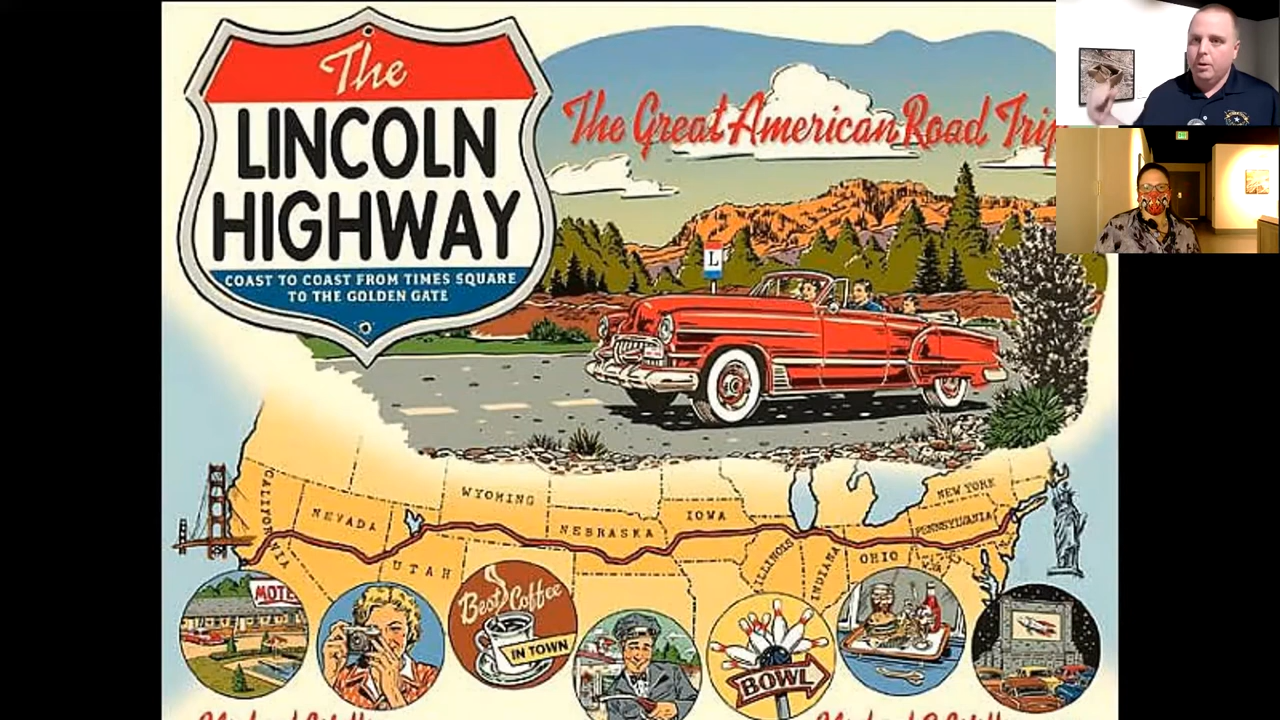 The
LINCOLN
HIGHWAY
COAST TO COAST FROM TIMES SQUARE
TO THE GOLDEN GATE
The Great American Road Trip
L
CALIFORNIA
NEVADA
UTAH
WYOMING
NEBRASKA
IOWA
ILLINOIS
INDIANA
OHIO
PENNSYLVANIA
NEW YORK
MOTE
Best Coffee
IN TOWN
BOWL